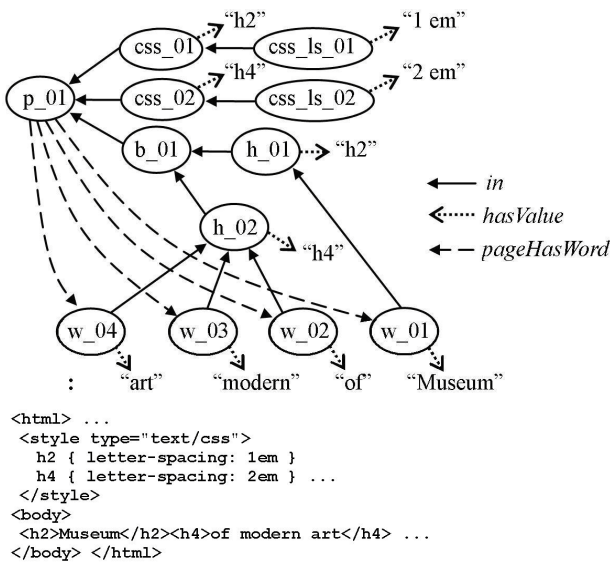 css_01 "h2" css_ls_01 "1 em"
p_01 css_02 "h4" css_ls_02 "2 em"
b_01 h_01 "h2"
in
hasValue
pageHasWord
h_02 "h4"
w_04 w_03 w_02 w_01
: "art" "modern" "of" "Museum"
<html> ...
<style type="text/css">
h2 { letter-spacing: 1em }
h4 { letter-spacing: 2em } ...
</style>
<body>
<h2>Museum</h2><h4>of modern art</h4> ...
</body> </html>